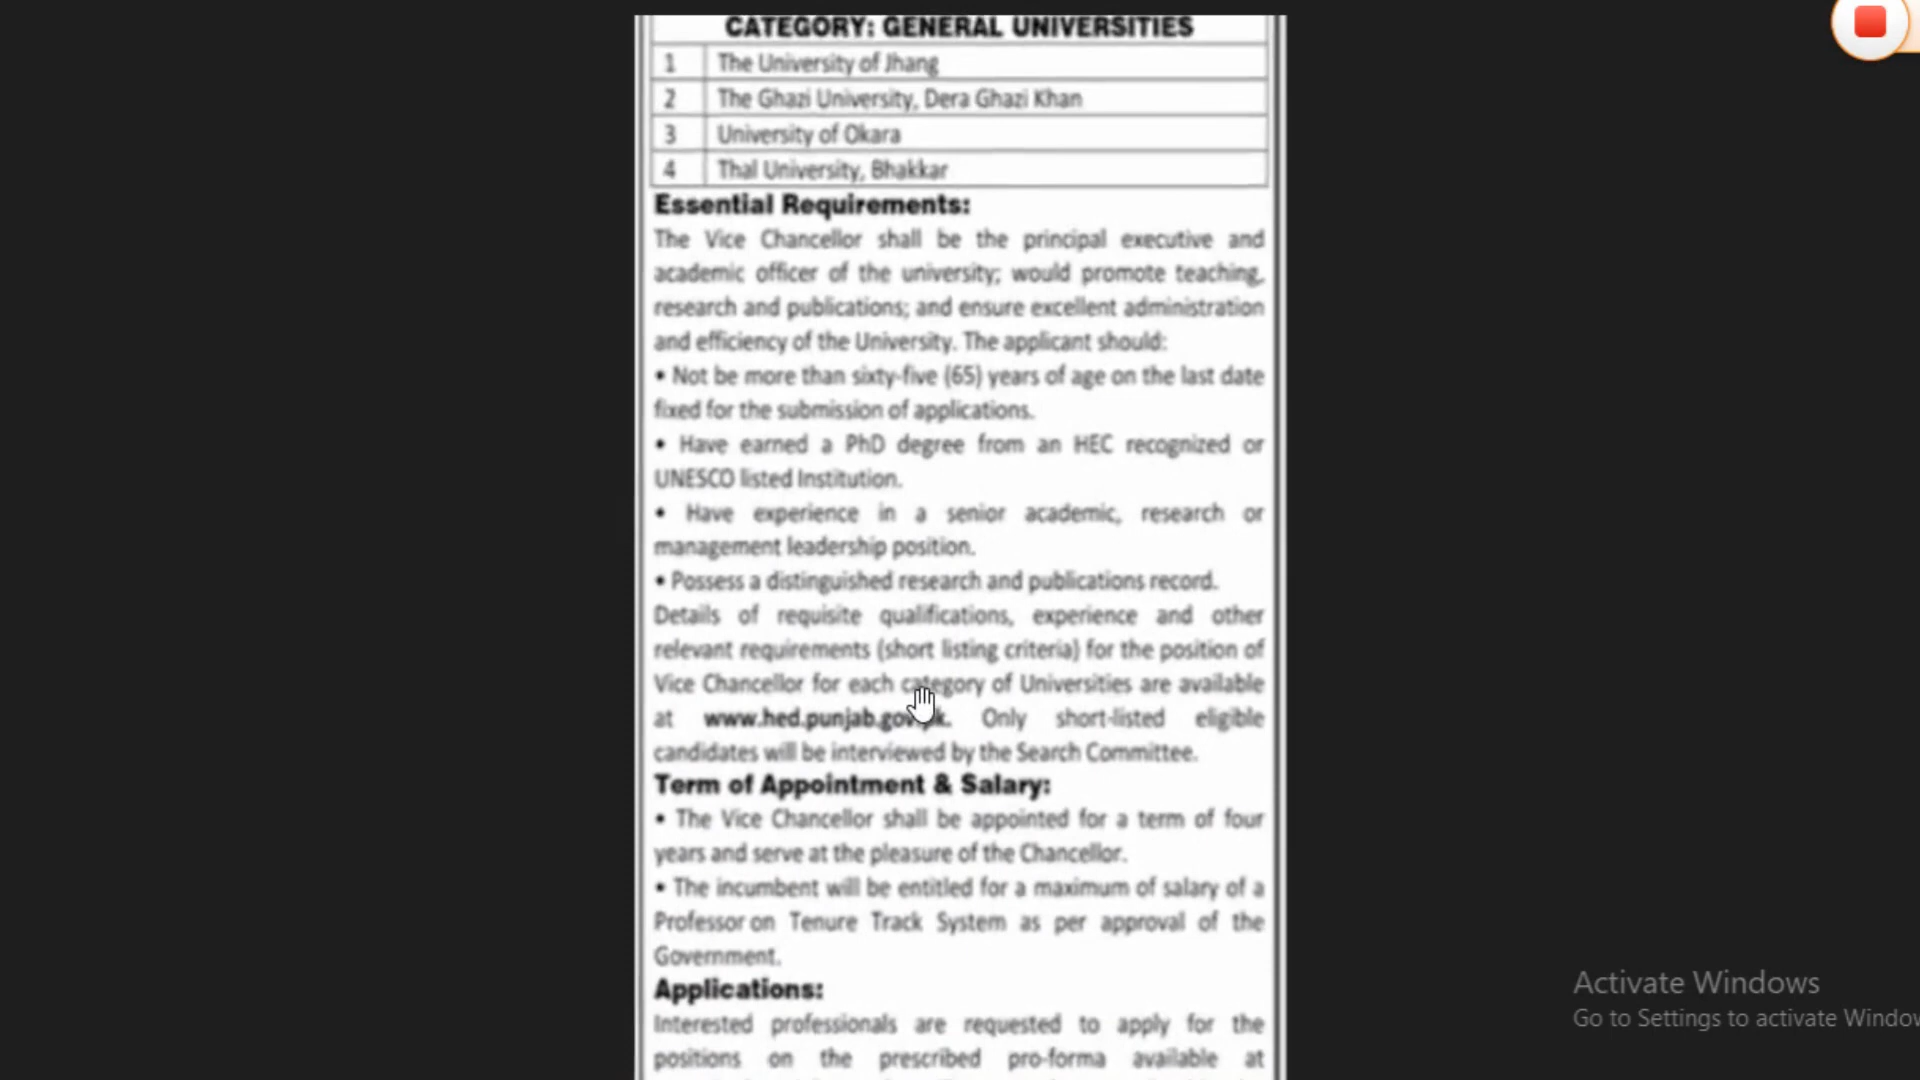 CATEGORY: GENERAL UNIVERSITIES
1 The University of Jhang
2 The Ghazi University, Dera Ghazi Khan
3 University of Okara
4 Thal University, Bhakkar
Essential Requirements:
The Vice Chancellor shall be the principal executive and
academic officer of the university; would promote teaching,
research and publications; and ensure excellent administration
and efficiency of the University. The applicant should:
• Not be more than sixty-five (65) years of age on the last date
fixed for the submission of applications.
• Have earned a PhD degree from an HEC recognized or
UNESCO listed Institution.
• Have experience in a senior academic, research or
management leadership position.
• Possess a distinguished research and publications record.
Details of requisite qualifications, experience and other
relevant requirements (short listing criteria) for the position of
Vice Chancellor for each category of Universities are available
at www.hed.punjab.gov.pk. Only short-listed eligible
candidates will be interviewed by the Search Committee.
Term of Appointment & Salary:
• The Vice Chancellor shall be appointed for a term of four
years and serve at the pleasure of the Chancellor.
• The incumbent will be entitled for a maximum of salary of a
Professor on Tenure Track System as per approval of the
Government.
Applications:
Interested professionals are requested to apply for the
positions on the prescribed pro-forma available at
Activate Windows
Go to Settings to activate Window